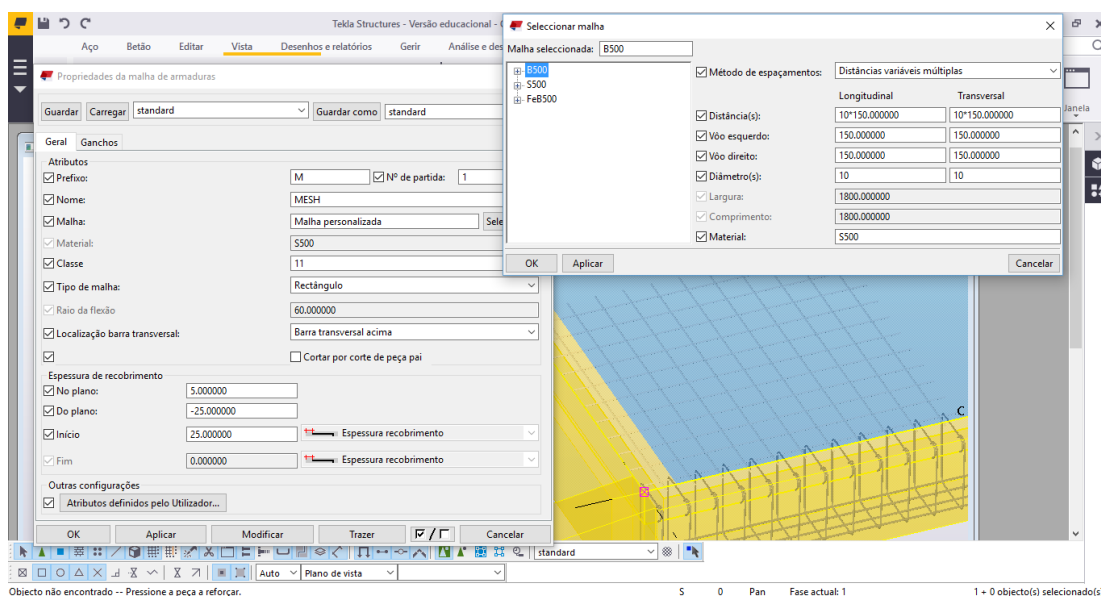 Tekla Structures - Versão educacional -
Aço Betão Editar Vista Desenhos e relatórios Gerir Análise e des
Janela
Propriedades da malha de armaduras
Guardar Carregar standard Guardar como standard
Geral Ganchos
Atributos
Prefixo: M Nº de partida: 1
Nome: MESH
Malha: Malha personalizada Sele
Material: S500
Classe 11
Tipo de malha: Rectângulo
Raio da flexão 60.000000
Localização barra transversal: Barra transversal acima
Cortar por corte de peça pai
Espessura de recobrimento
No plano: 5.000000
Do plano: -25.000000
Início 25.000000 Espessura recobrimento
Fim 0.000000 Espessura recobrimento
Outras configurações
Atributos definidos pelo Utilizador...
OK Aplicar Modificar Trazer / Cancelar
Seleccionar malha
Malha seleccionada: B500
B500
S500
FeB500
Método de espaçamentos: Distâncias variáveis múltiplas
Longitudinal Transversal
Distância(s): 10*150.000000 10*150.000000
Vôo esquerdo: 150.000000 150.000000
Vôo direito: 150.000000 150.000000
Diâmetro(s): 10 10
Largura: 1800.000000
Comprimento: 1800.000000
Material: S500
OK Aplicar Cancelar
C
standard
Auto Plano de vista
Objecto não encontrado -- Pressione a peça a reforçar. S 0 Pan Fase actual: 1 1 + 0 objecto(s) seleccionado(s)